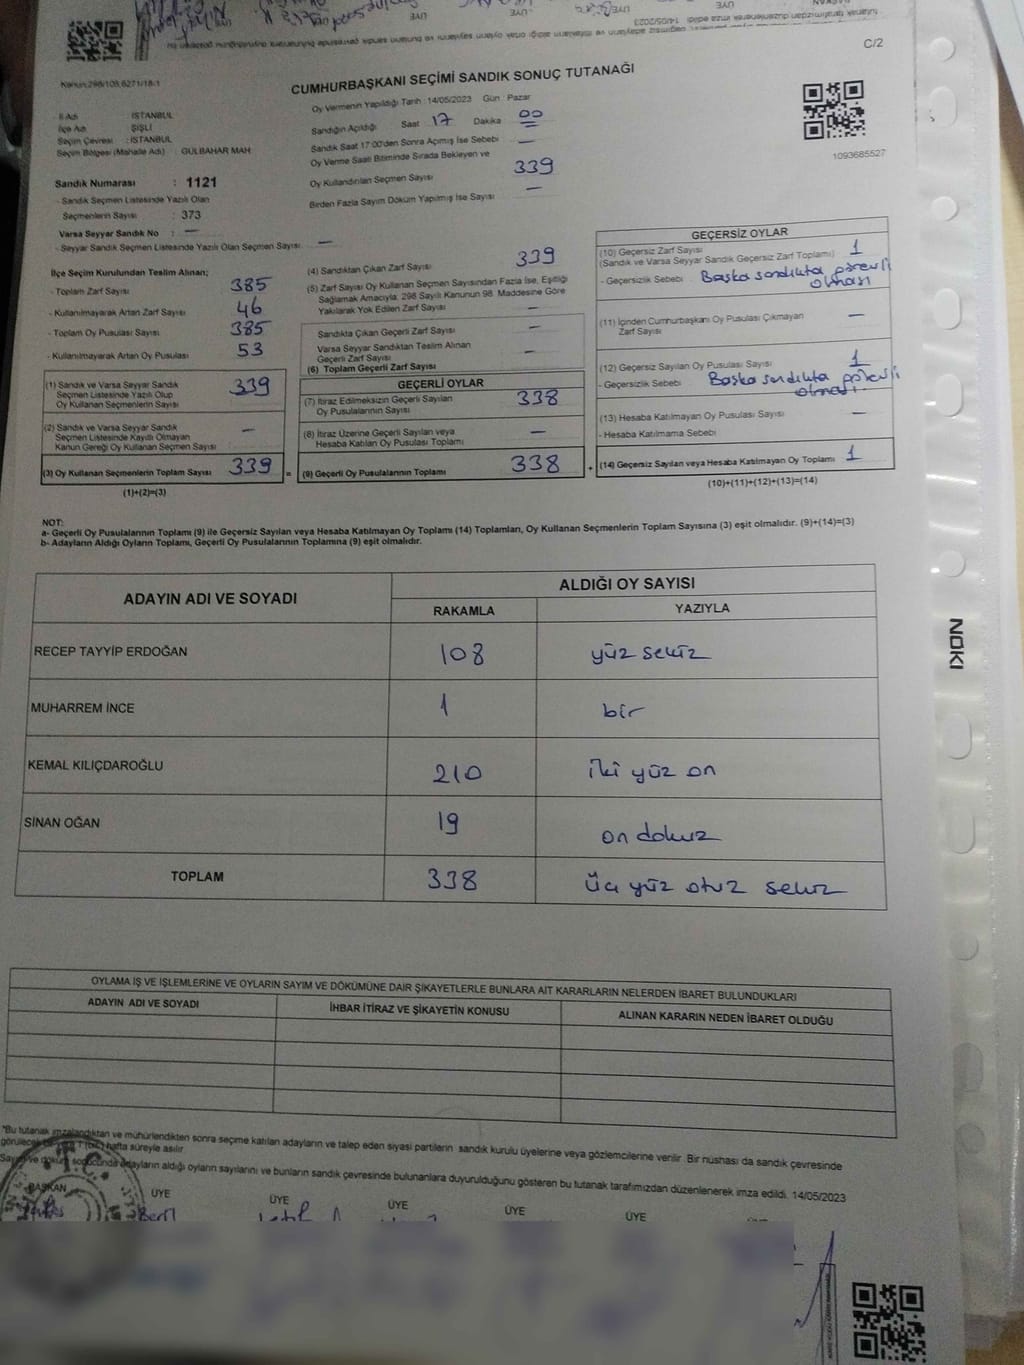 C/2
Kanun:298/103,6271/18/1
CUMHURBAŞKANI SEÇİMİ SANDIK SONUÇ TUTANAĞI
Oy Vermenin Yapıldığı Tarih : 14/05/2023 Gün : Pazar
İl Adı : İSTANBUL
İlçe Adı : ŞİŞLİ
Seçim Çevresi : İSTANBUL
Seçim Bölgesi (Mahalle Adı) : GÜLBAHAR MAH
Sandığın Açıldığı Saat 17 Dakika 00
Sandık Saat 17:00'den Sonra Açılmış İse Sebebi —
Oy Verme Saati Bitiminde Sırada Bekleyen ve
Oy Kullandırılan Seçmen Sayısı 339
Birden Fazla Sayım Döküm Yapılmış İse Sayısı —
1093685527
Sandık Numarası : 1121
- Sandık Seçmen Listesinde Yazılı Olan
Seçmenlerin Sayısı : 373
Varsa Seyyar Sandık No : —
- Seyyar Sandık Seçmen Listesinde Yazılı Olan Seçmen Sayısı : —
İlçe Seçim Kurulundan Teslim Alınan;
- Toplam Zarf Sayısı 385
- Kullanılmayarak Artan Zarf Sayısı 46
- Toplam Oy Pusulası Sayısı 385
- Kullanılmayarak Artan Oy Pusulası 53
(1) Sandık ve Varsa Seyyar Sandık
Seçmen Listesinde Yazılı Olup
Oy Kullanan Seçmenlerin Sayısı 339
(2) Sandık ve Varsa Seyyar Sandık
Seçmen Listesinde Kayıtlı Olmayan
Kanun Gereği Oy Kullanan Seçmen Sayısı —
(3) Oy Kullanan Seçmenlerin Toplam Sayısı 339 =
(1)+(2)=(3)
(4) Sandıktan Çıkan Zarf Sayısı 339
(5) Zarf Sayısı Oy Kullanan Seçmen Sayısından Fazla İse, Eşitliği
Sağlamak Amacıyla, 298 Sayılı Kanunun 98. Maddesine Göre
Yakılarak Yok Edilen Zarf Sayısı —
Sandıkta Çıkan Geçerli Zarf Sayısı —
Varsa Seyyar Sandıktan Teslim Alınan
Geçerli Zarf Sayısı —
(6) Toplam Geçerli Zarf Sayısı
GEÇERLİ OYLAR
(7) İtiraz Edilmeksizin Geçerli Sayılan
Oy Pusulalarının Sayısı 338
(8) İtiraz Üzerine Geçerli Sayılan veya
Hesaba Katılan Oy Pusulası Toplamı —
(9) Geçerli Oy Pusulalarının Toplamı 338 +
GEÇERSİZ OYLAR
(10) Geçersiz Zarf Sayısı
(Sandık ve Varsa Seyyar Sandık Geçersiz Zarf Toplamı) 1
- Geçersizlik Sebebi Başka sandıkta görevli
olması
(11) İçinden Cumhurbaşkanı Oy Pusulası Çıkmayan
Zarf Sayısı —
(12) Geçersiz Sayılan Oy Pusulası Sayısı 1
- Geçersizlik Sebebi Başka sandıkta görevli
olması
(13) Hesaba Katılmayan Oy Pusulası Sayısı —
- Hesaba Katılmama Sebebi
(14) Geçersiz Sayılan veya Hesaba Katılmayan Oy Toplamı 1
(10)+(11)+(12)+(13)=(14)
NOT:
a- Geçerli Oy Pusulalarının Toplamı (9) ile Geçersiz Sayılan veya Hesaba Katılmayan Oy Toplamı (14) Toplamları, Oy Kullanan Seçmenlerin Toplam Sayısına (3) eşit olmalıdır. (9)+(14)=(3)
b- Adayların Aldığı Oyların Toplamı, Geçerli Oy Pusulalarının Toplamına (9) eşit olmalıdır.
ADAYIN ADI VE SOYADI ALDIĞI OY SAYISI
RAKAMLA YAZIYLA
RECEP TAYYİP ERDOĞAN 108 yüz sekiz
MUHARREM İNCE 1 bir
KEMAL KILIÇDAROĞLU 210 iki yüz on
SİNAN OĞAN 19 on dokuz
TOPLAM 338 üç yüz otuz sekiz
OYLAMA İŞ VE İŞLEMLERİNE VE OYLARIN SAYIM VE DÖKÜMÜNE DAİR ŞİKAYETLERLE BUNLARA AİT KARARLARIN NELERDEN İBARET BULUNDUKLARI
ADAYIN ADI VE SOYADI İHBAR İTİRAZ VE ŞİKAYETİN KONUSU ALINAN KARARIN NEDEN İBARET OLDUĞU
*Bu tutanak imzalandıktan ve mühürlendikten sonra seçime katılan adayların ve talep eden siyasi partilerin sandık kurulu üyelerine veya gözlemcilerine verilir. Bir nüshası da sandık çevresinde
görülecek hafta süreyle asılır
Sayım ve döküm sonucunda adayların aldığı oyların sayılarını ve bunların sandık çevresinde bulunanlara duyurulduğunu gösteren bu tutanak tarafımızdan düzenlenerek imza edildi. 14/05/2023
BAŞKAN ÜYE ÜYE ÜYE ÜYE ÜYE
T.C.
NOKI